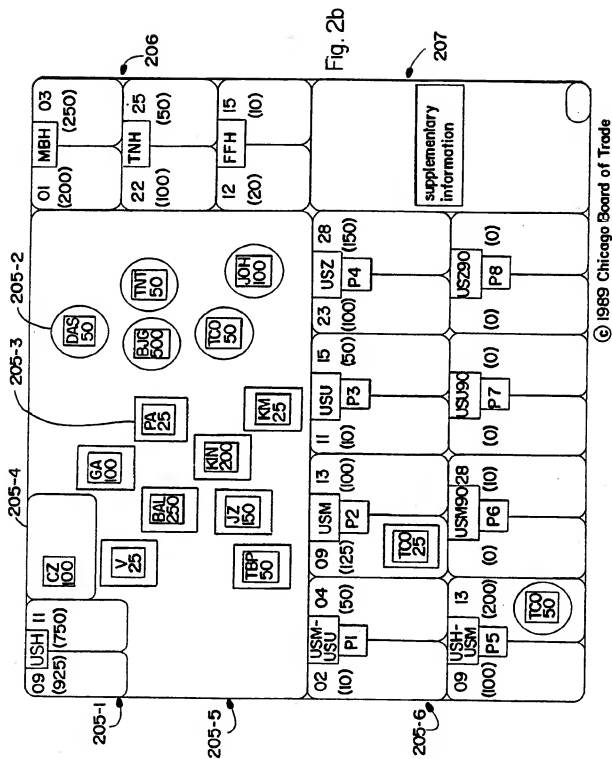 Fig. 2b
206
207
205-1
205-2
205-3
205-4
205-5
205-6
09 USH 11
(925) (750)
CZ
100
01 MBH 03
(200) (250)
22 TNH 25
(100) (50)
12 FFH 15
(20) (10)
V
25
GA
100
BAL
250
PA
25
TBP
50
JZ
150
KIN
200
KM
25
DAS
50
BJG
500
TNT
50
TCO
50
JOH
100
02 USM-USU 04
(10) P1 (50)
09 USM 13
(125) P2 (100)
TCO
25
11 USU 15
(10) P3 (50)
23 USZ 28
(100) P4 (150)
09 USH-USM 13
(100) P5 (200)
TCO
50
USM90 28
(0) P6 (10)
USU90
(0) P7 (0)
USZ90
(0) P8 (0)
supplementary
information
© 1989 Chicago Board of Trade